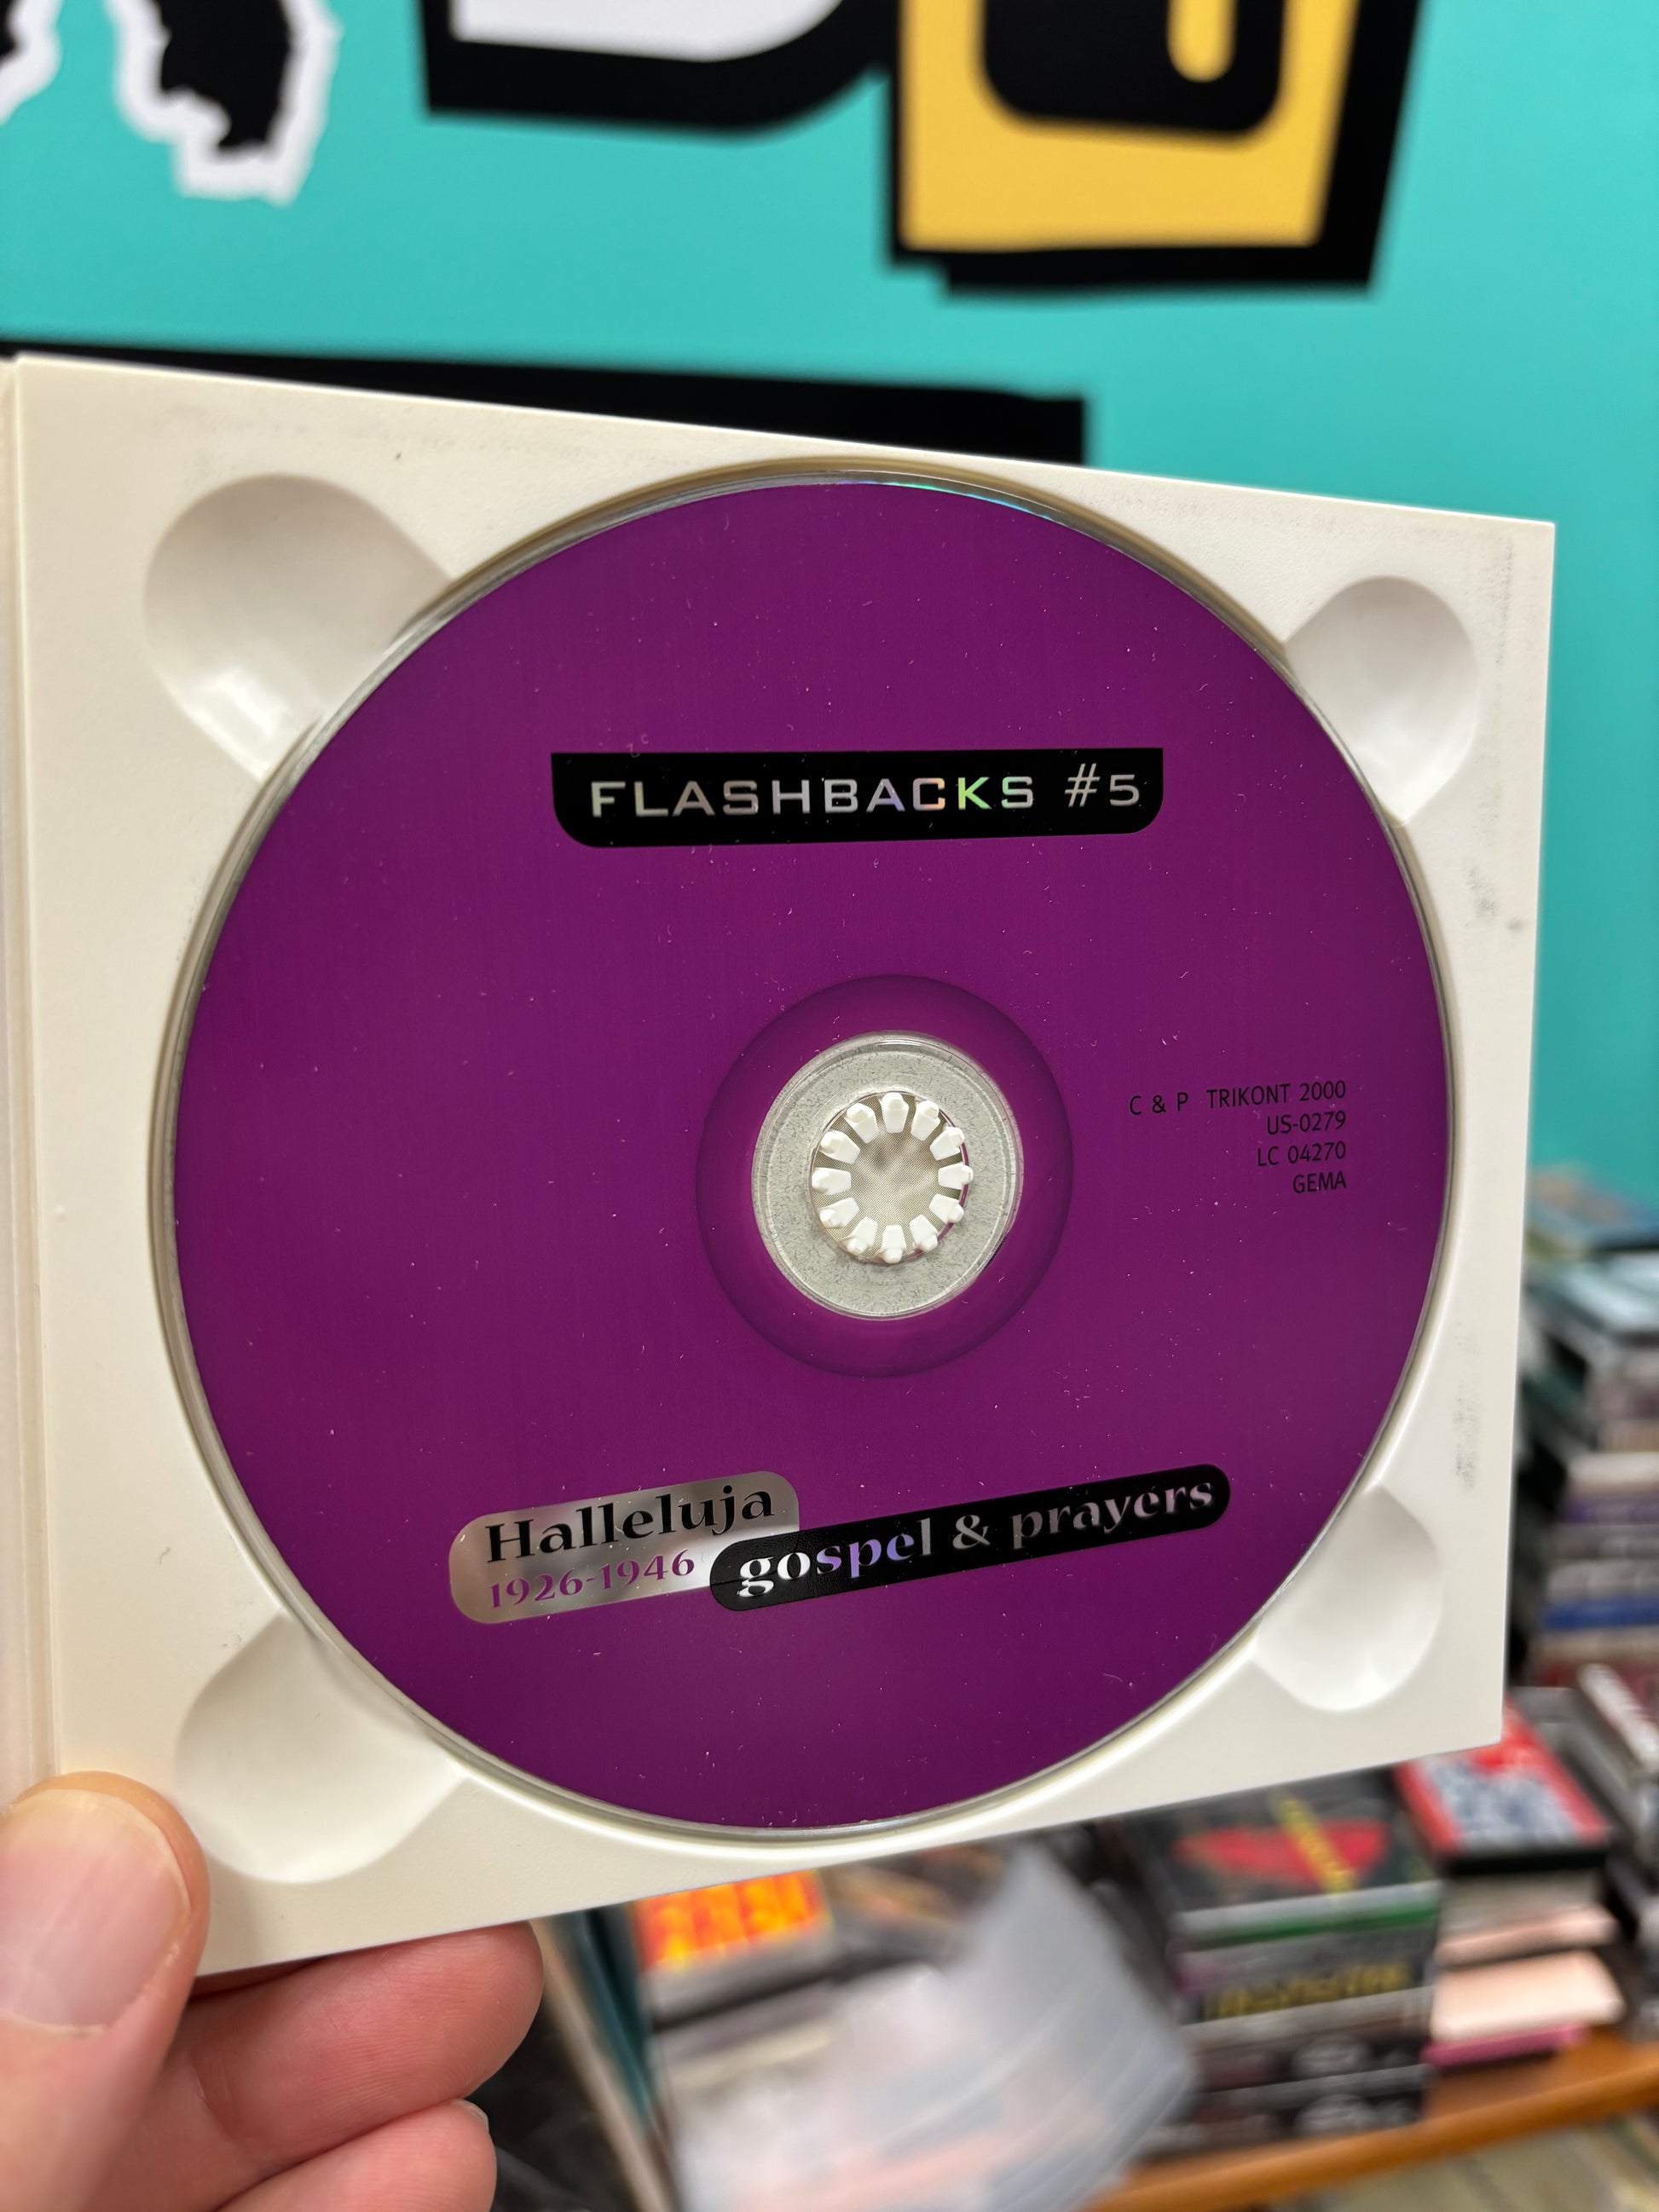 FLASHBACKS #5
C & P TRIKONT 2000
US-0279
LC 04270
GEMA
Halleluja
1926-1946
gospel & prayers